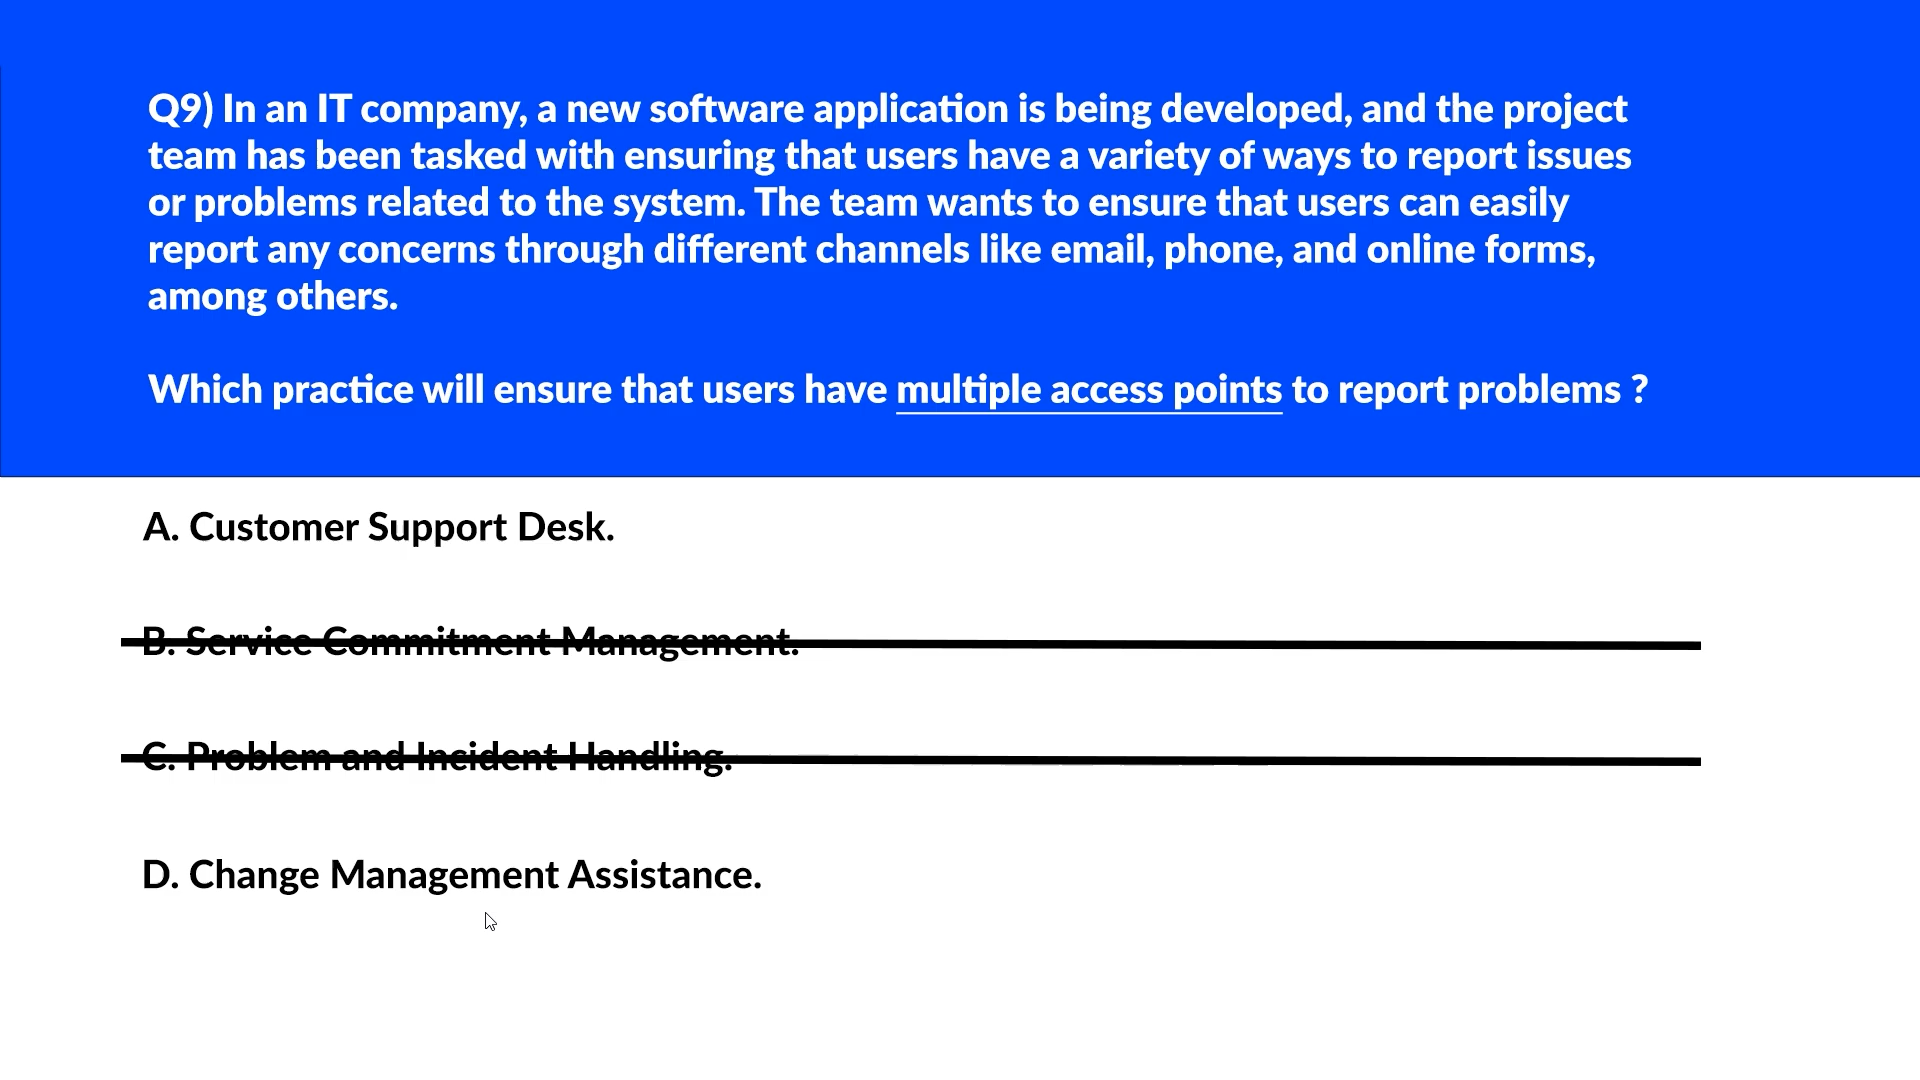 Q9) In an IT company, a new software application is being developed, and the project
team has been tasked with ensuring that users have a variety of ways to report issues
or problems related to the system. The team wants to ensure that users can easily
report any concerns through different channels like email, phone, and online forms,
among others.
Which practice will ensure that users have multiple access points to report problems ?
A. Customer Support Desk.
B. Service Commitment Management.
C. Problem and Incident Handling.
D. Change Management Assistance.